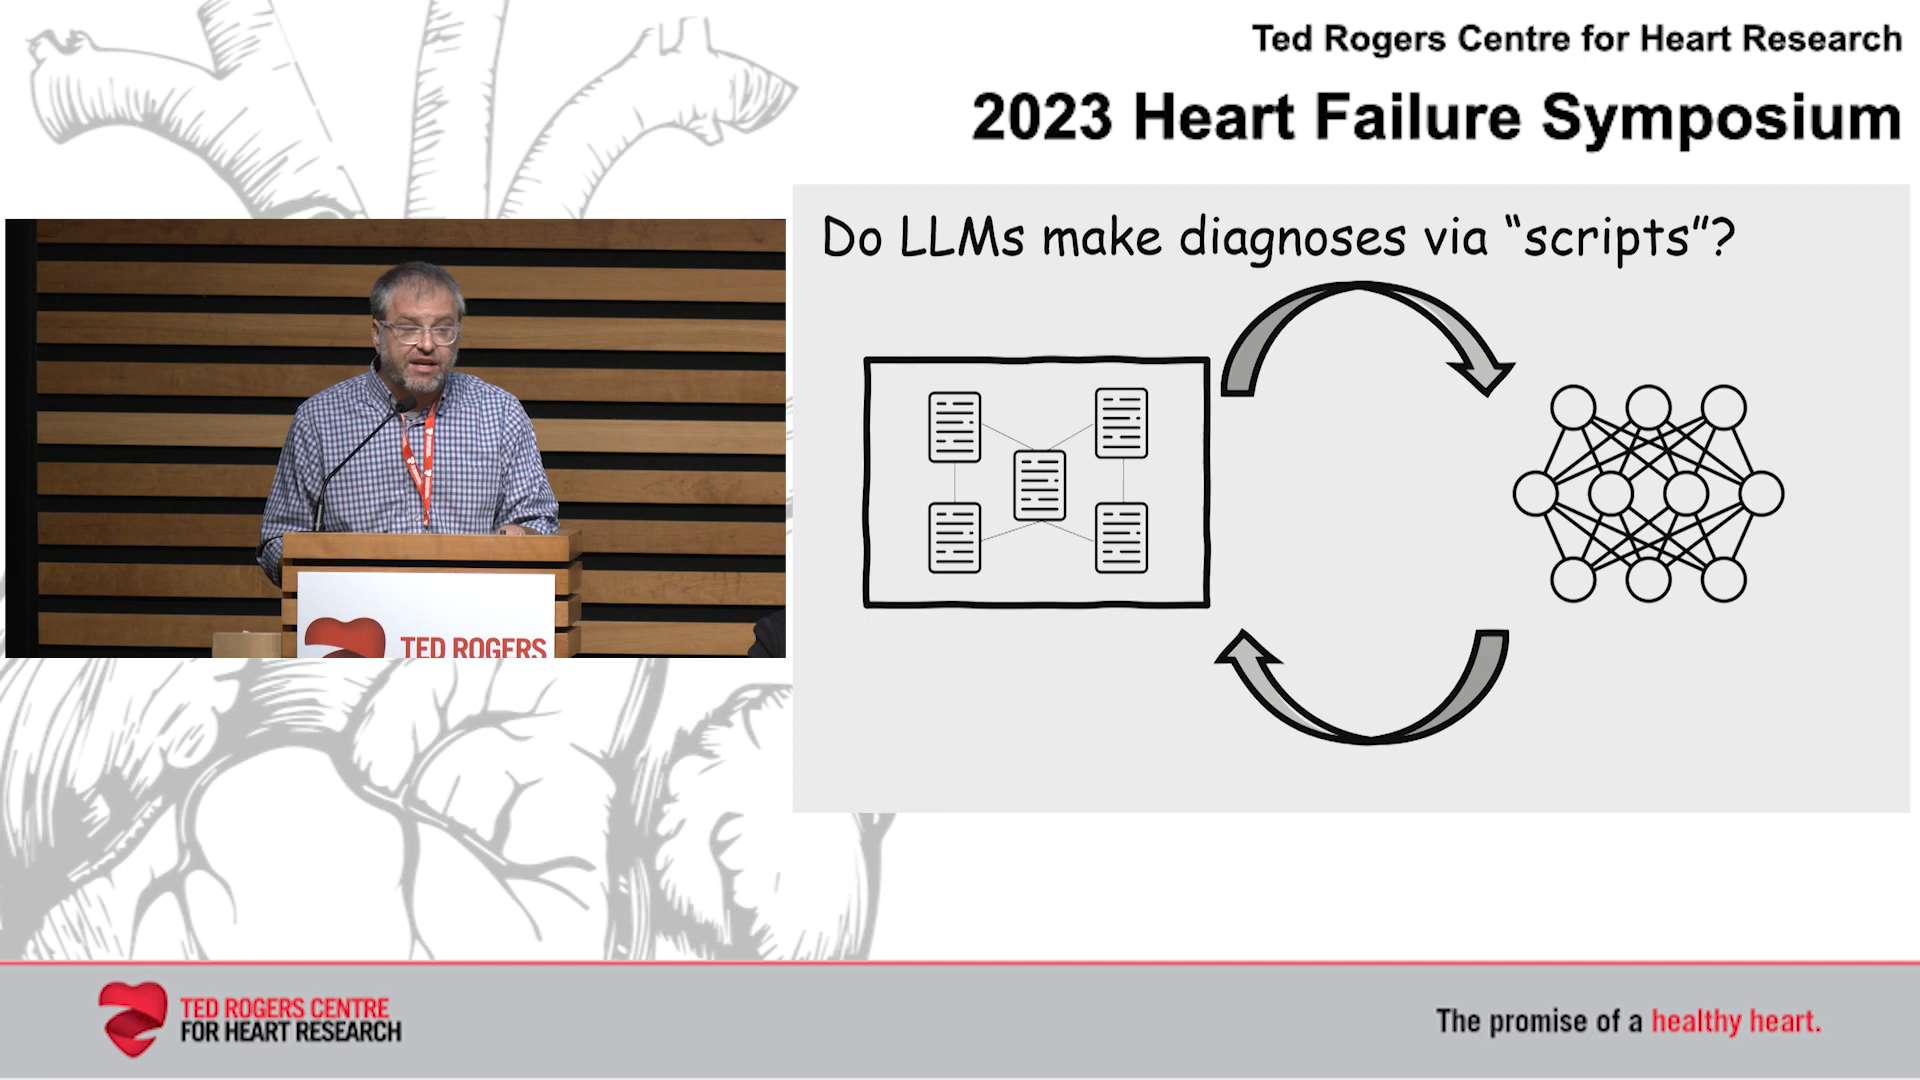 Ted Rogers Centre for Heart Research
2023 Heart Failure Symposium
Do LLMs make diagnoses via “scripts”?
TED ROGERS
TED ROGERS CENTRE
FOR HEART RESEARCH
The promise of a healthy heart.